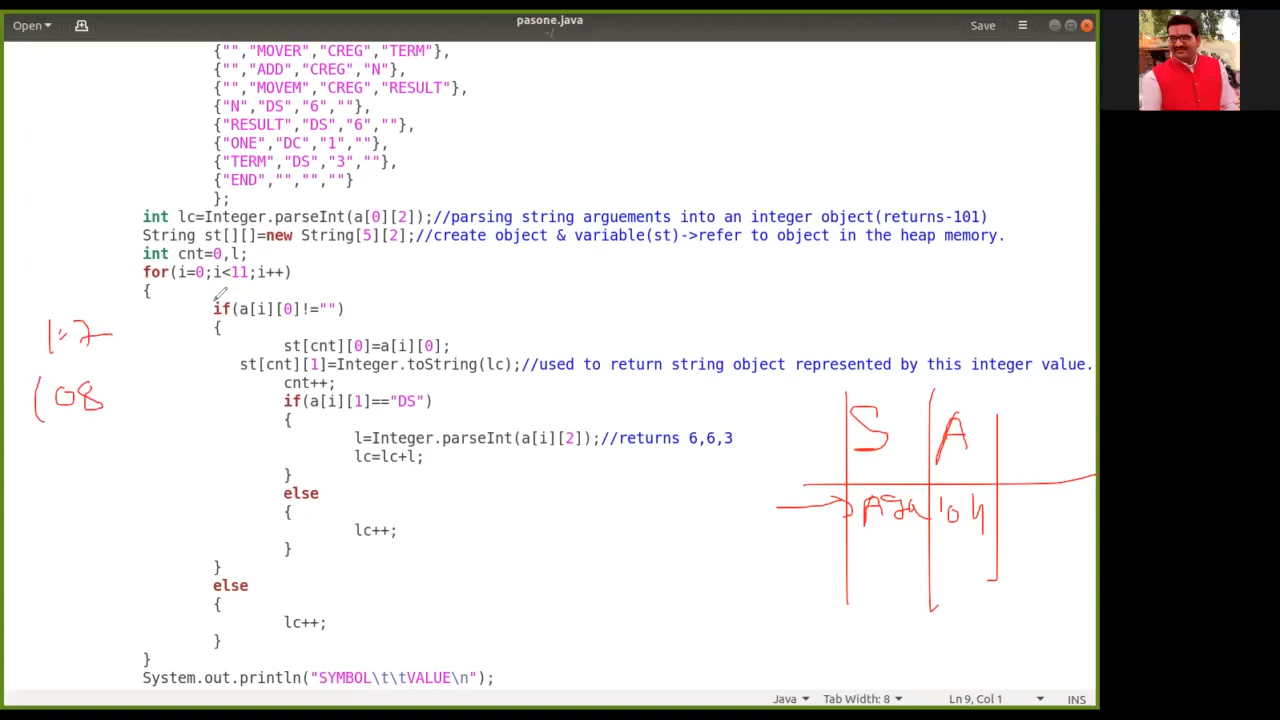 Open
pasone.java
~/
Save
{"","MOVER","CREG","TERM"},
{"","ADD","CREG","N"},
{"","MOVEM","CREG","RESULT"},
{"N","DS","6",""},
{"RESULT","DS","6",""},
{"ONE","DC","1",""},
{"TERM","DS","3",""},
{"END","","",""}
};
int lc=Integer.parseInt(a[0][2]);//parsing string arguements into an integer object(returns-101)
String st[][]=new String[5][2];//create object & variable(st)->refer to object in the heap memory.
int cnt=0,l;
for(i=0;i<11;i++)
{
if(a[i][0]!="")
{
st[cnt][0]=a[i][0];
st[cnt][1]=Integer.toString(lc);//used to return string object represented by this integer value.
cnt++;
if(a[i][1]=="DS")
{
l=Integer.parseInt(a[i][2]);//returns 6,6,3
lc=lc+l;
}
else
{
lc++;
}
}
else
{
lc++;
}
}
System.out.println("SYMBOL\t\tVALUE\n");
i=7
108
S A
104
Java Tab Width: 8 Ln 9, Col 1 INS